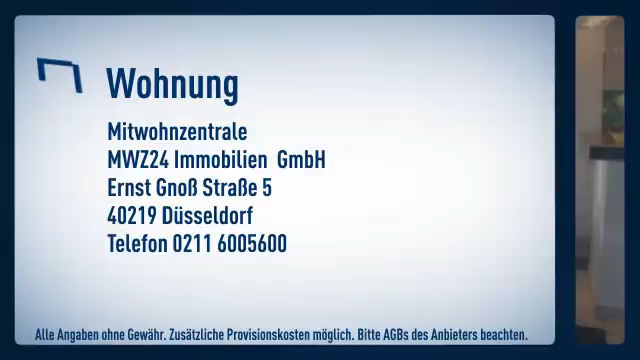 Wohnung
Mitwohnzentrale
MWZ24 Immobilien GmbH
Ernst Gnoß Straße 5
40219 Düsseldorf
Telefon 0211 6005600
Alle Angaben ohne Gewähr. Zusätzliche Provisionskosten möglich. Bitte AGBs des Anbieters beachten.